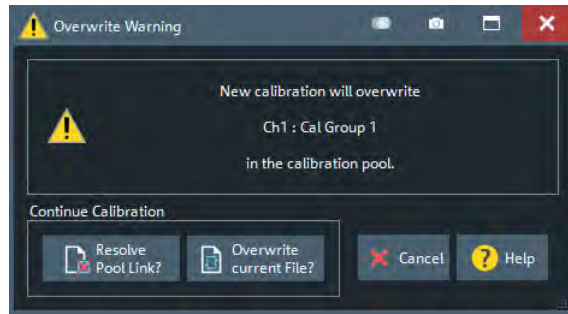 Overwrite Warning
New calibration will overwrite
Ch1 : Cal Group 1
in the calibration pool.
Continue Calibration
Resolve
Pool Link?
Overwrite
current File?
Cancel
? Help